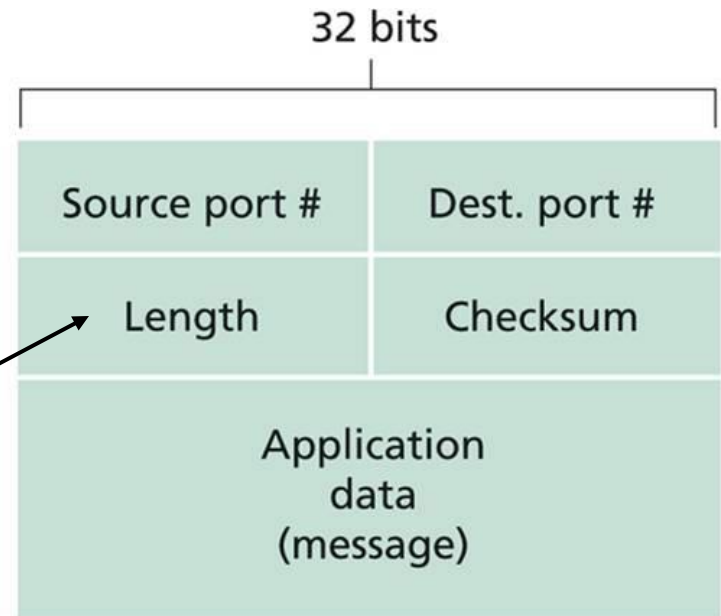 32 bits
Source port #
Dest. port #
Length
Checksum
Application
data
(message)